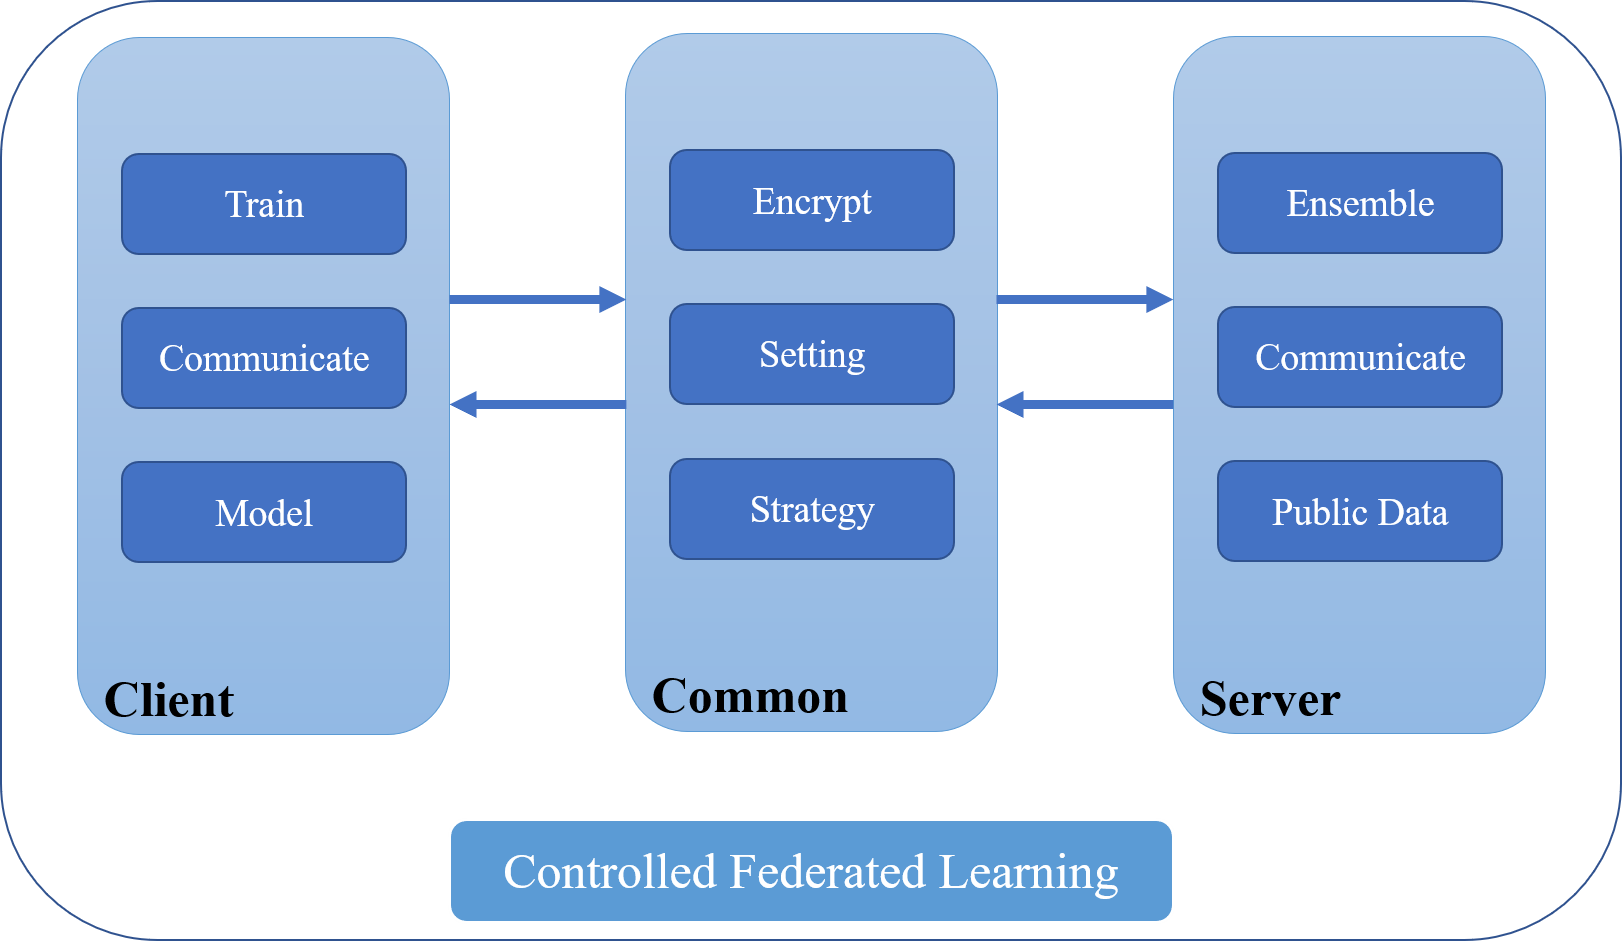 Train
Communicate
Model
Client
Encrypt
Setting
Strategy
Common
Ensemble
Communicate
Public Data
Server
Controlled Federated Learning